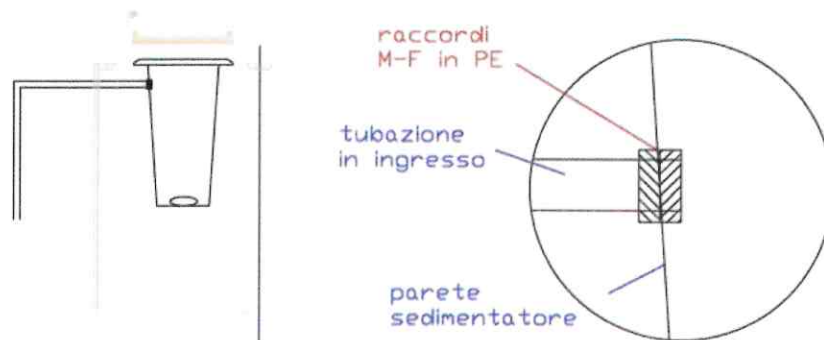 raccordi
M-F in PE
tubazione
in ingresso
parete
sedimentatore